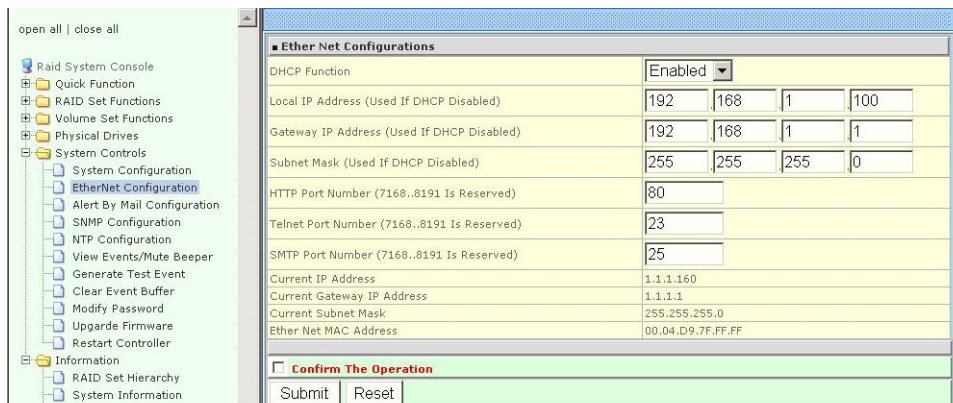 open all | close all
Raid System Console
Quick Function
RAID Set Functions
Volume Set Functions
Physical Drives
System Controls
System Configuration
EtherNet Configuration
Alert By Mail Configuration
SNMP Configuration
NTP Configuration
View Events/Mute Beeper
Generate Test Event
Clear Event Buffer
Modify Password
Upgarde Firmware
Restart Controller
Information
RAID Set Hierarchy
System Information
Ether Net Configurations
DHCP Function Enabled
Local IP Address (Used If DHCP Disabled) 192 .168 .1 .100
Gateway IP Address (Used If DHCP Disabled) 192 .168 .1 .1
Subnet Mask (Used If DHCP Disabled) 255 .255 .255 .0
HTTP Port Number (7168..8191 Is Reserved) 80
Telnet Port Number (7168..8191 Is Reserved) 23
SMTP Port Number (7168..8191 Is Reserved) 25
Current IP Address 1.1.1.160
Current Gateway IP Address 1.1.1.1
Current Subnet Mask 255.255.255.0
Ether Net MAC Address 00.04.D9.7F.FF.FF
Confirm The Operation
Submit Reset